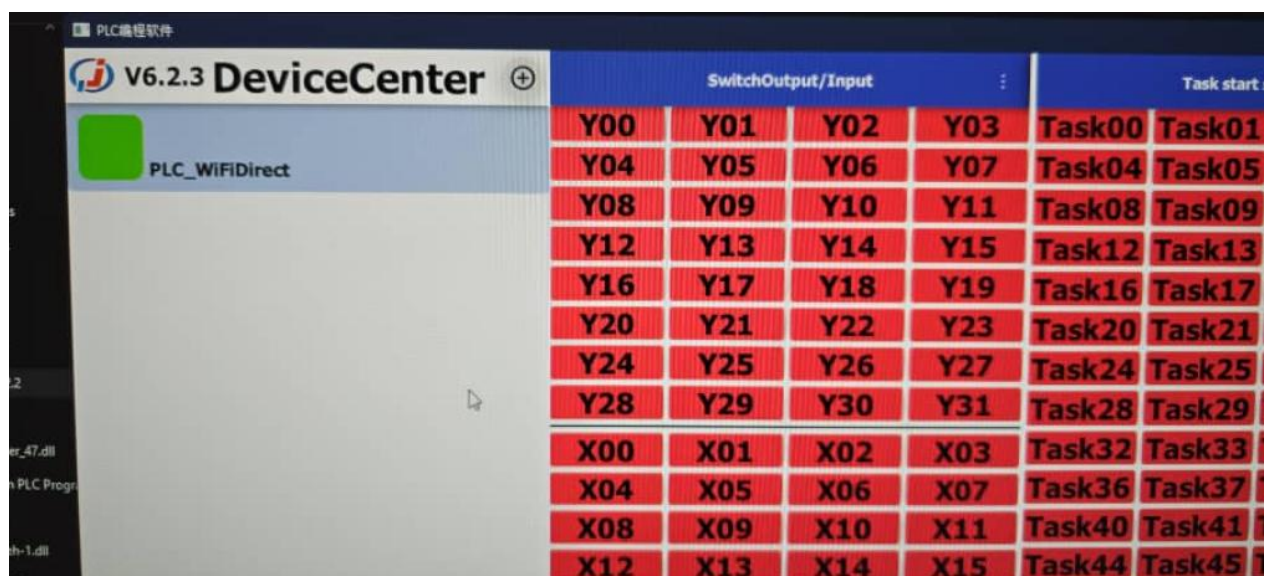 PLC编程软件
V6.2.3 DeviceCenter
PLC_WiFiDirect
SwitchOutput/Input
Task start
Y00 Y01 Y02 Y03 Task00 Task01
Y04 Y05 Y06 Y07 Task04 Task05
Y08 Y09 Y10 Y11 Task08 Task09
Y12 Y13 Y14 Y15 Task12 Task13
Y16 Y17 Y18 Y19 Task16 Task17
Y20 Y21 Y22 Y23 Task20 Task21
Y24 Y25 Y26 Y27 Task24 Task25
Y28 Y29 Y30 Y31 Task28 Task29
X00 X01 X02 X03 Task32 Task33
X04 X05 X06 X07 Task36 Task37
X08 X09 X10 X11 Task40 Task41
X12 X13 X14 X15 Task44 Task45
s
.2
er_47.dll
n PLC Progr
th-1.dll